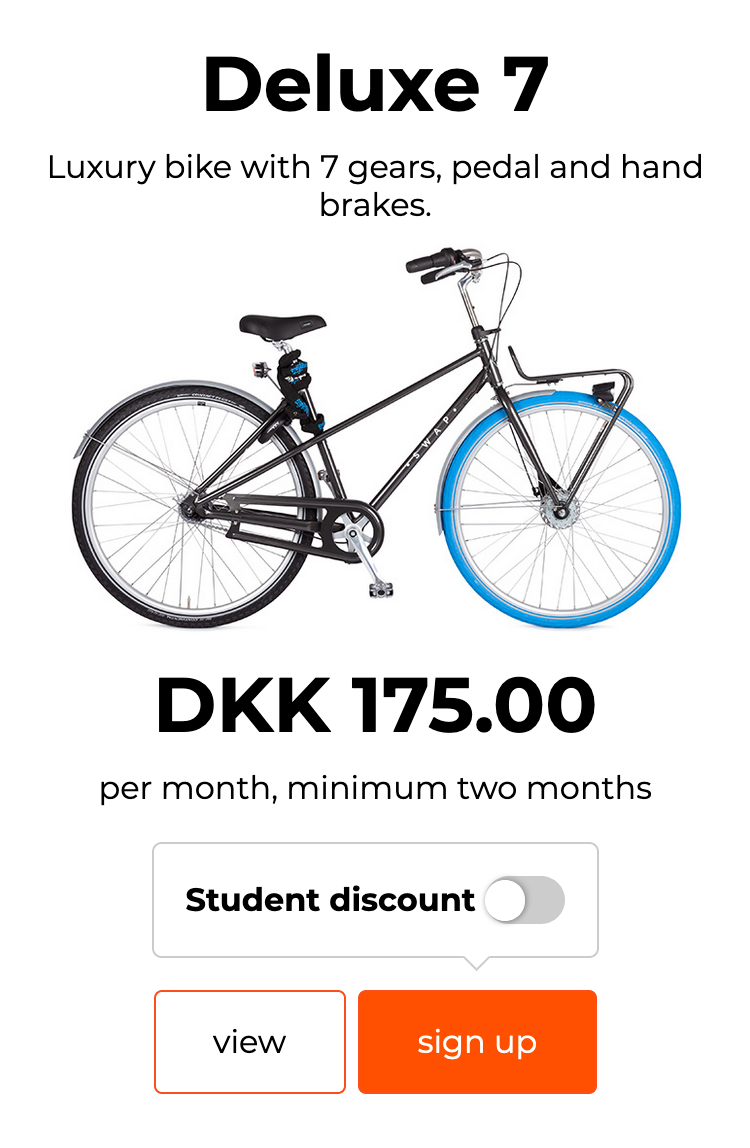 Deluxe 7
Luxury bike with 7 gears, pedal and hand
brakes.
SWAP
DKK 175.00
per month, minimum two months
Student discount
view
sign up